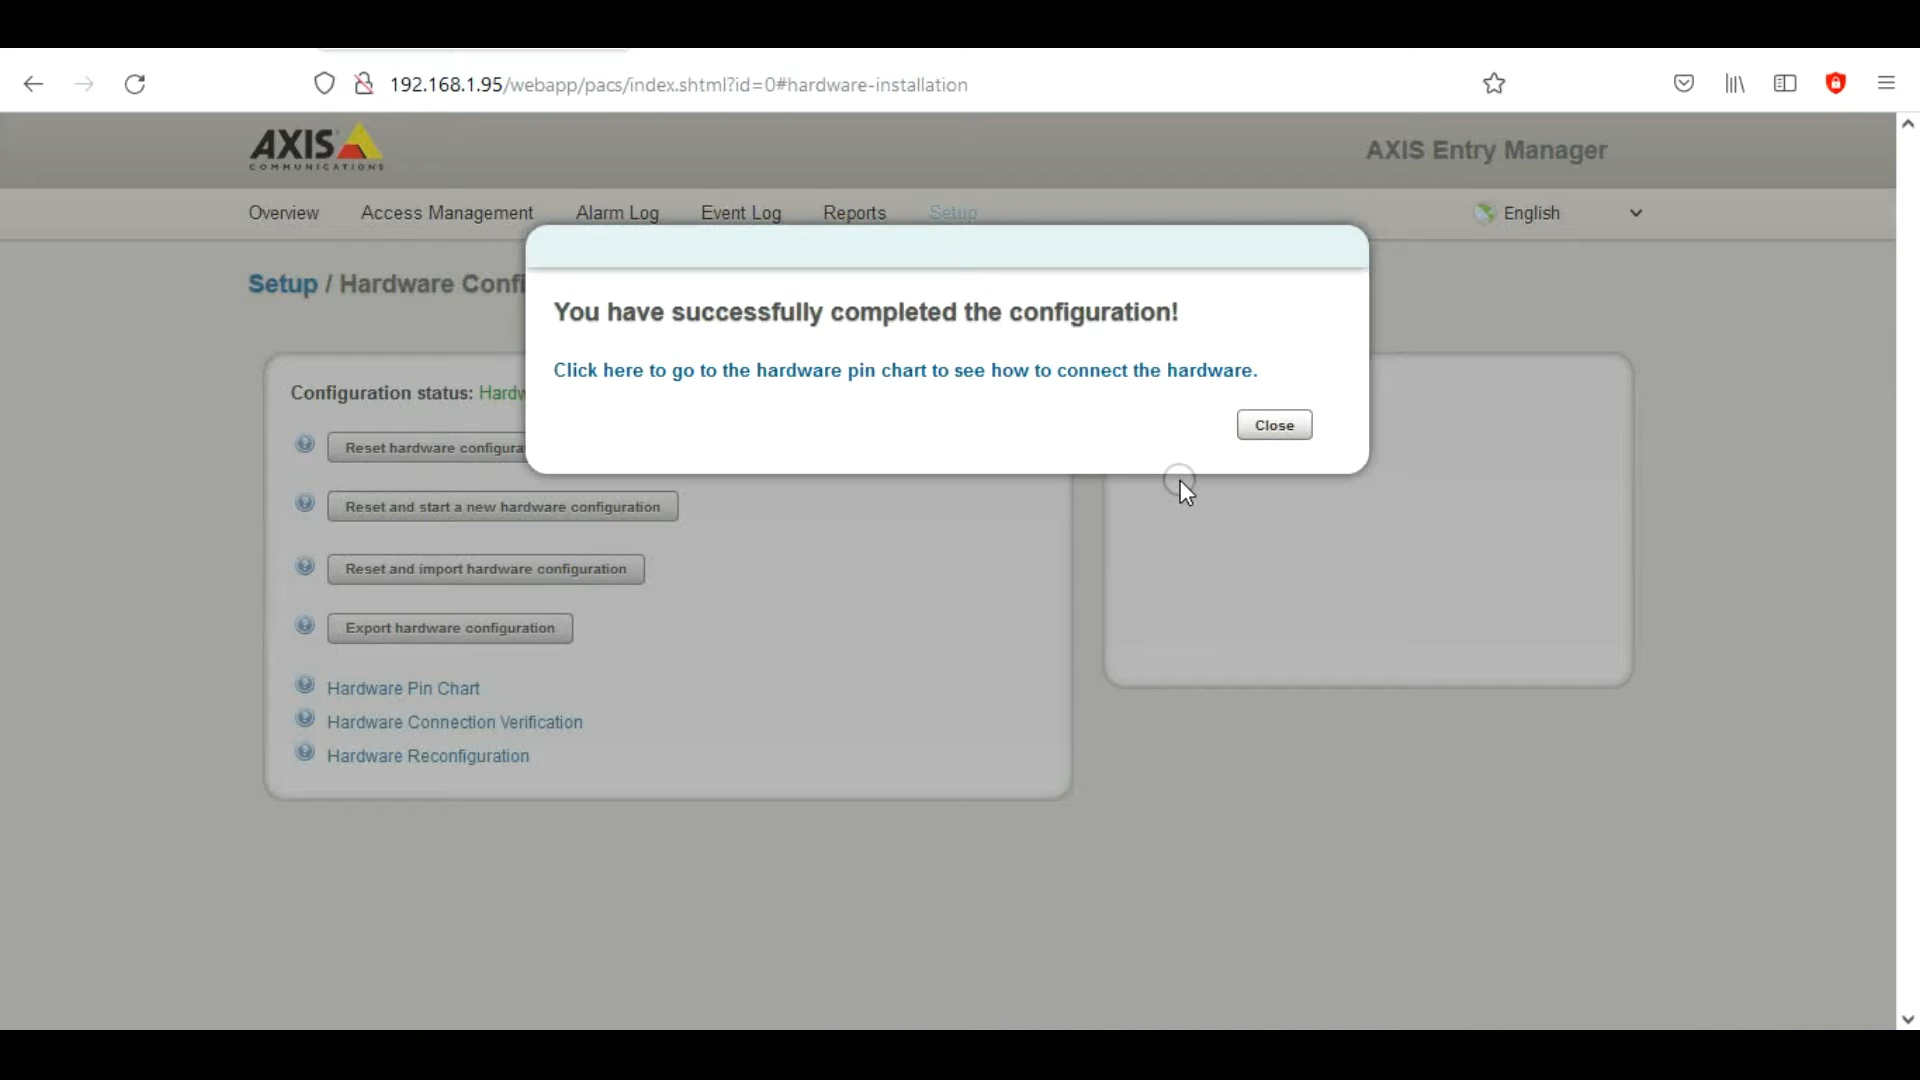 192.168.1.95/webapp/pacs/index.shtml?id=0#hardware-installation
AXIS
COMMUNICATIONS
AXIS Entry Manager
Overview Access Management Alarm Log Event Log Reports Setup English
Setup / Hardware Confi
You have successfully completed the configuration!
Click here to go to the hardware pin chart to see how to connect the hardware.
Close
Configuration status: Hardw
Reset hardware configura
Reset and start a new hardware configuration
Reset and import hardware configuration
Export hardware configuration
Hardware Pin Chart
Hardware Connection Verification
Hardware Reconfiguration